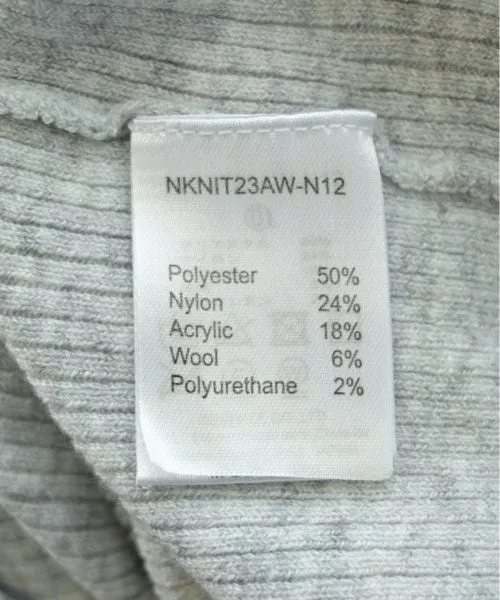 NKNIT23AW-N12
Polyester 50%
Nylon 24%
Acrylic 18%
Wool 6%
Polyurethane 2%